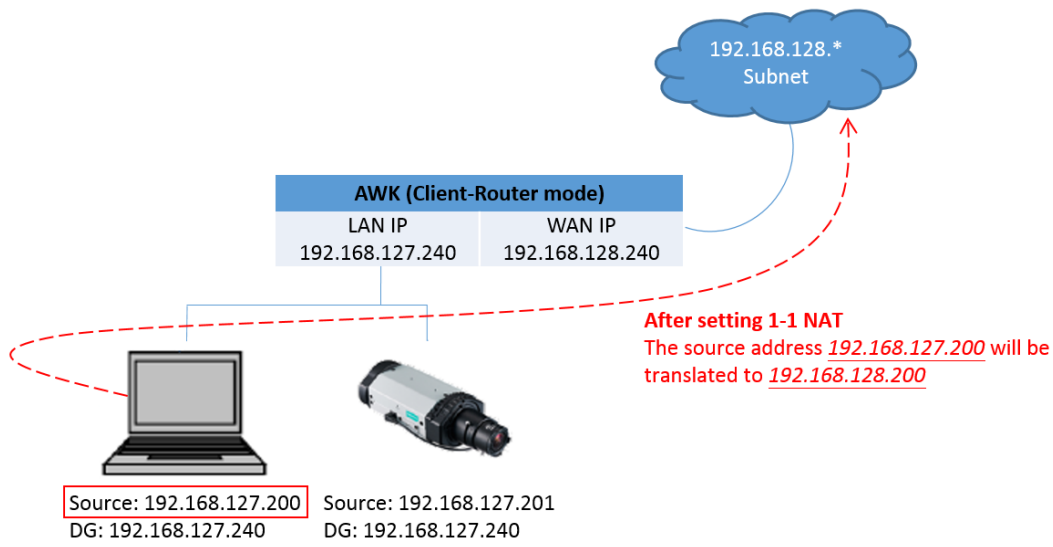 192.168.128.*
Subnet
AWK (Client-Router mode)
LAN IP
192.168.127.240
WAN IP
192.168.128.240
After setting 1-1 NAT
The source address 192.168.127.200 will be
translated to 192.168.128.200
Source: 192.168.127.200
DG: 192.168.127.240
Source: 192.168.127.201
DG: 192.168.127.240